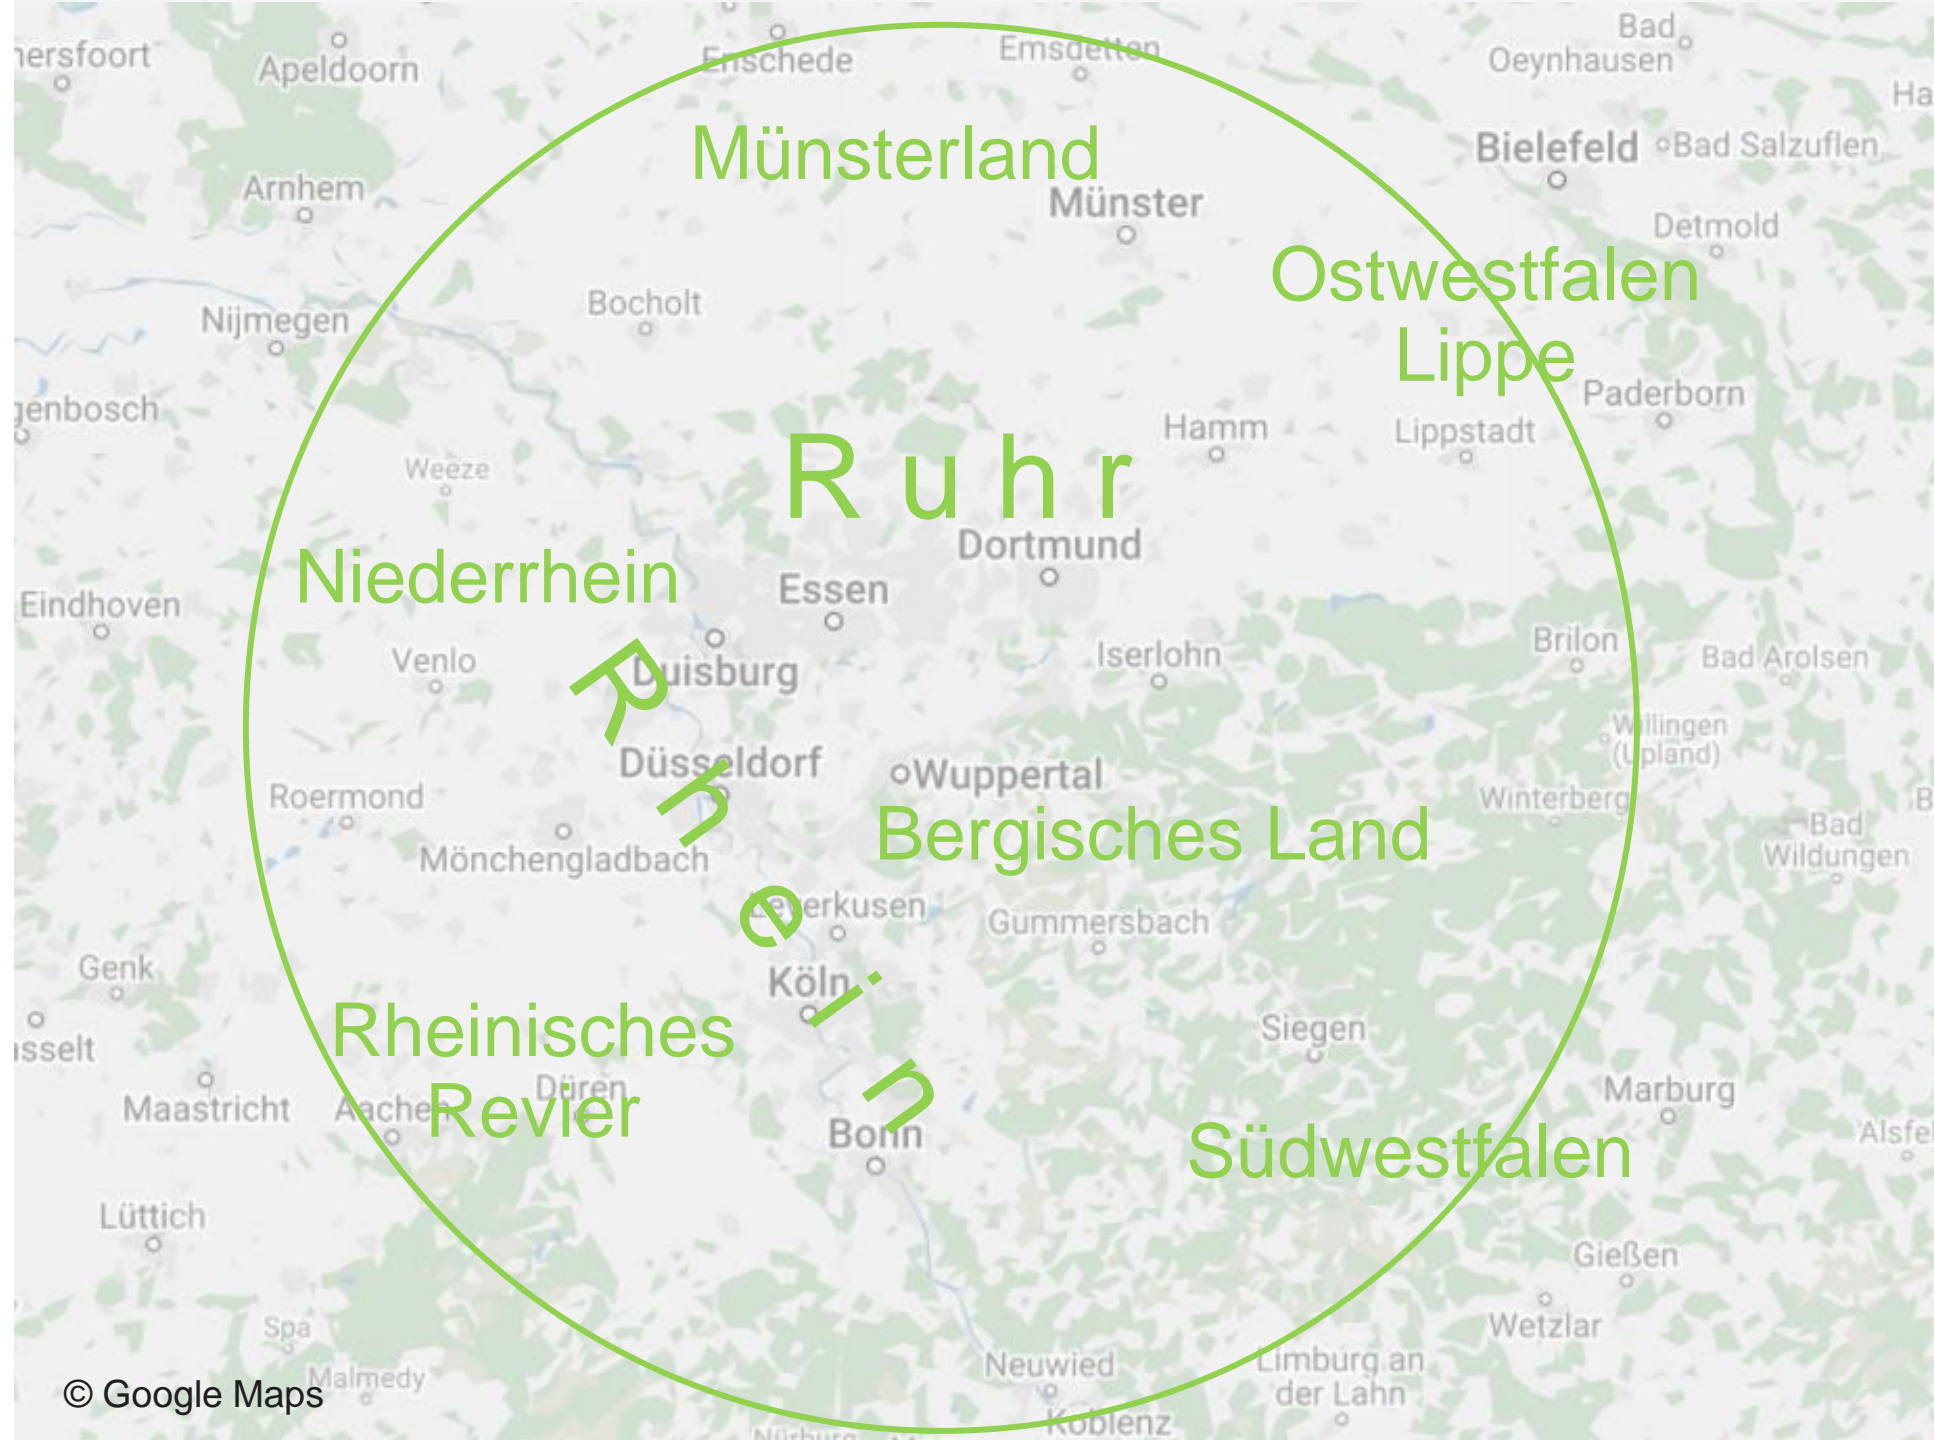 Bad
Oeynhausen
Apeldoorn
Enschede
Emsdetten
Münsterland
Bielefeld
Bad Salzuflen
Arnhem
Münster
Detmold
Ostwestfalen
Lippe
Bocholt
Nijmegen
Paderborn
Hamm
Lippstadt
Weeze
Ruhr
Dortmund
Niederrhein
Essen
Eindhoven
Venlo
Duisburg
Iserlohn
Brilon
Bad Arolsen
Rhein
Willingen
(Upland)
Düsseldorf
Wuppertal
Roermond
Winterberg
Bergisches Land
Bad
Wildungen
Mönchengladbach
Leverkusen
Gummersbach
Genk
Köln
Rheinisches
Revier
Siegen
Düren
Maastricht
Aachen
Marburg
Bonn
Südwestfalen
Lüttich
Gießen
Spa
Wetzlar
Malmedy
Neuwied
Limburg an
der Lahn
© Google Maps
Koblenz